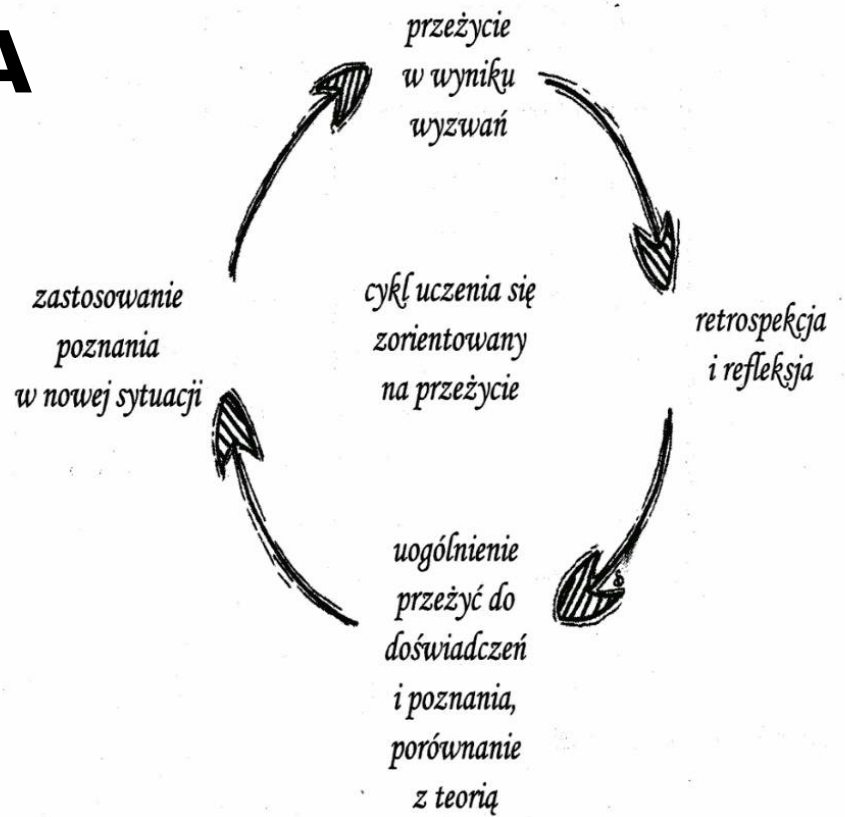 A
przeżycie
w wyniku
wyzwań
zastosowanie
poznania
w nowej sytuacji
cykl uczenia się
zorientowany
na przeżycie
retrospekcja
i refleksja
uogólnienie
przeżyć do
doświadczeń
i poznania,
porównanie
z teorią